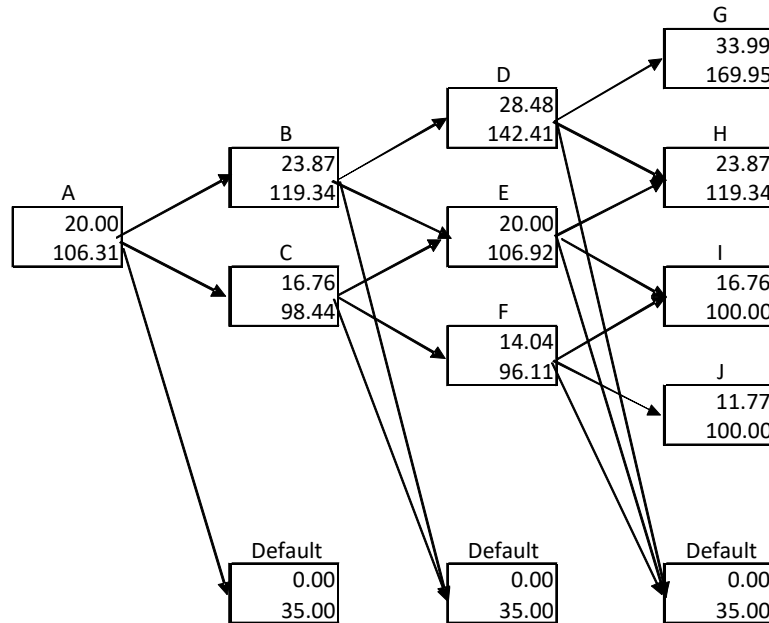 G
33.99
169.95
D
28.48
142.41
B
23.87
119.34
H
23.87
119.34
A
20.00
106.31
E
20.00
106.92
C
16.76
98.44
I
16.76
100.00
F
14.04
96.11
J
11.77
100.00
Default
0.00
35.00
Default
0.00
35.00
Default
0.00
35.00